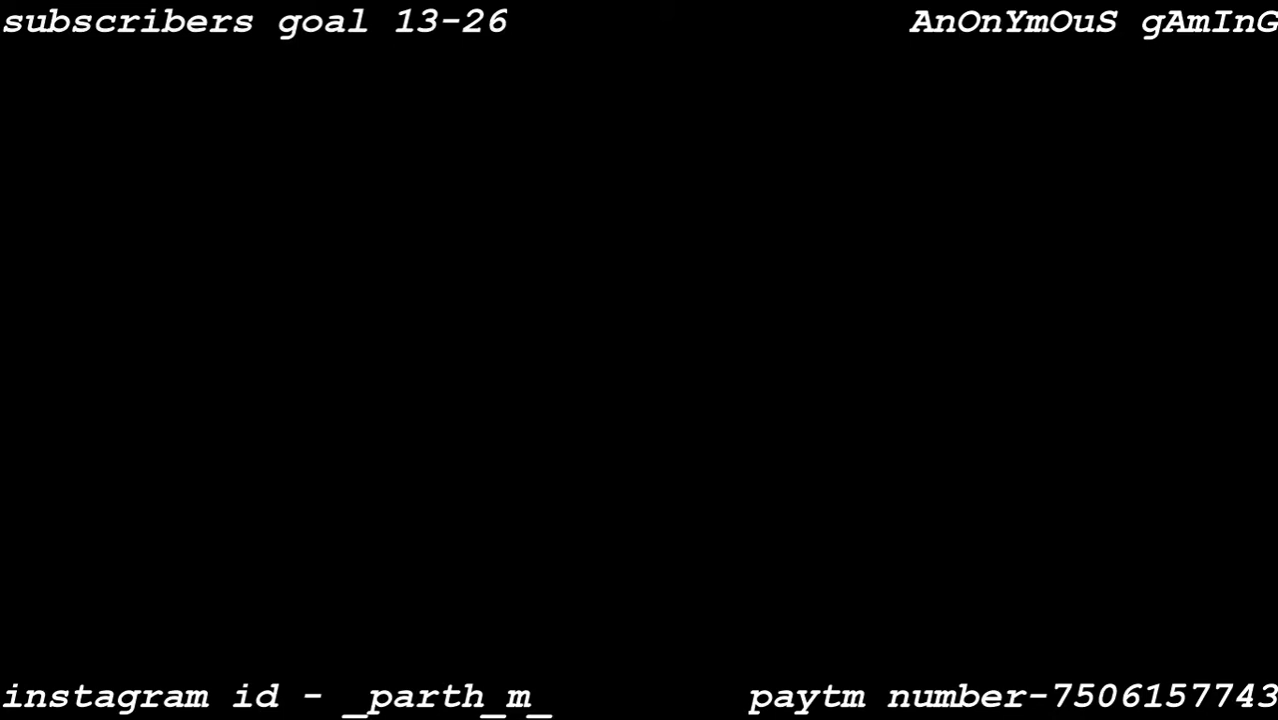 subscribers goal 13-26
AnOnYmOuS gAmInG
instagram id - _parth_m_
paytm number-7506157743